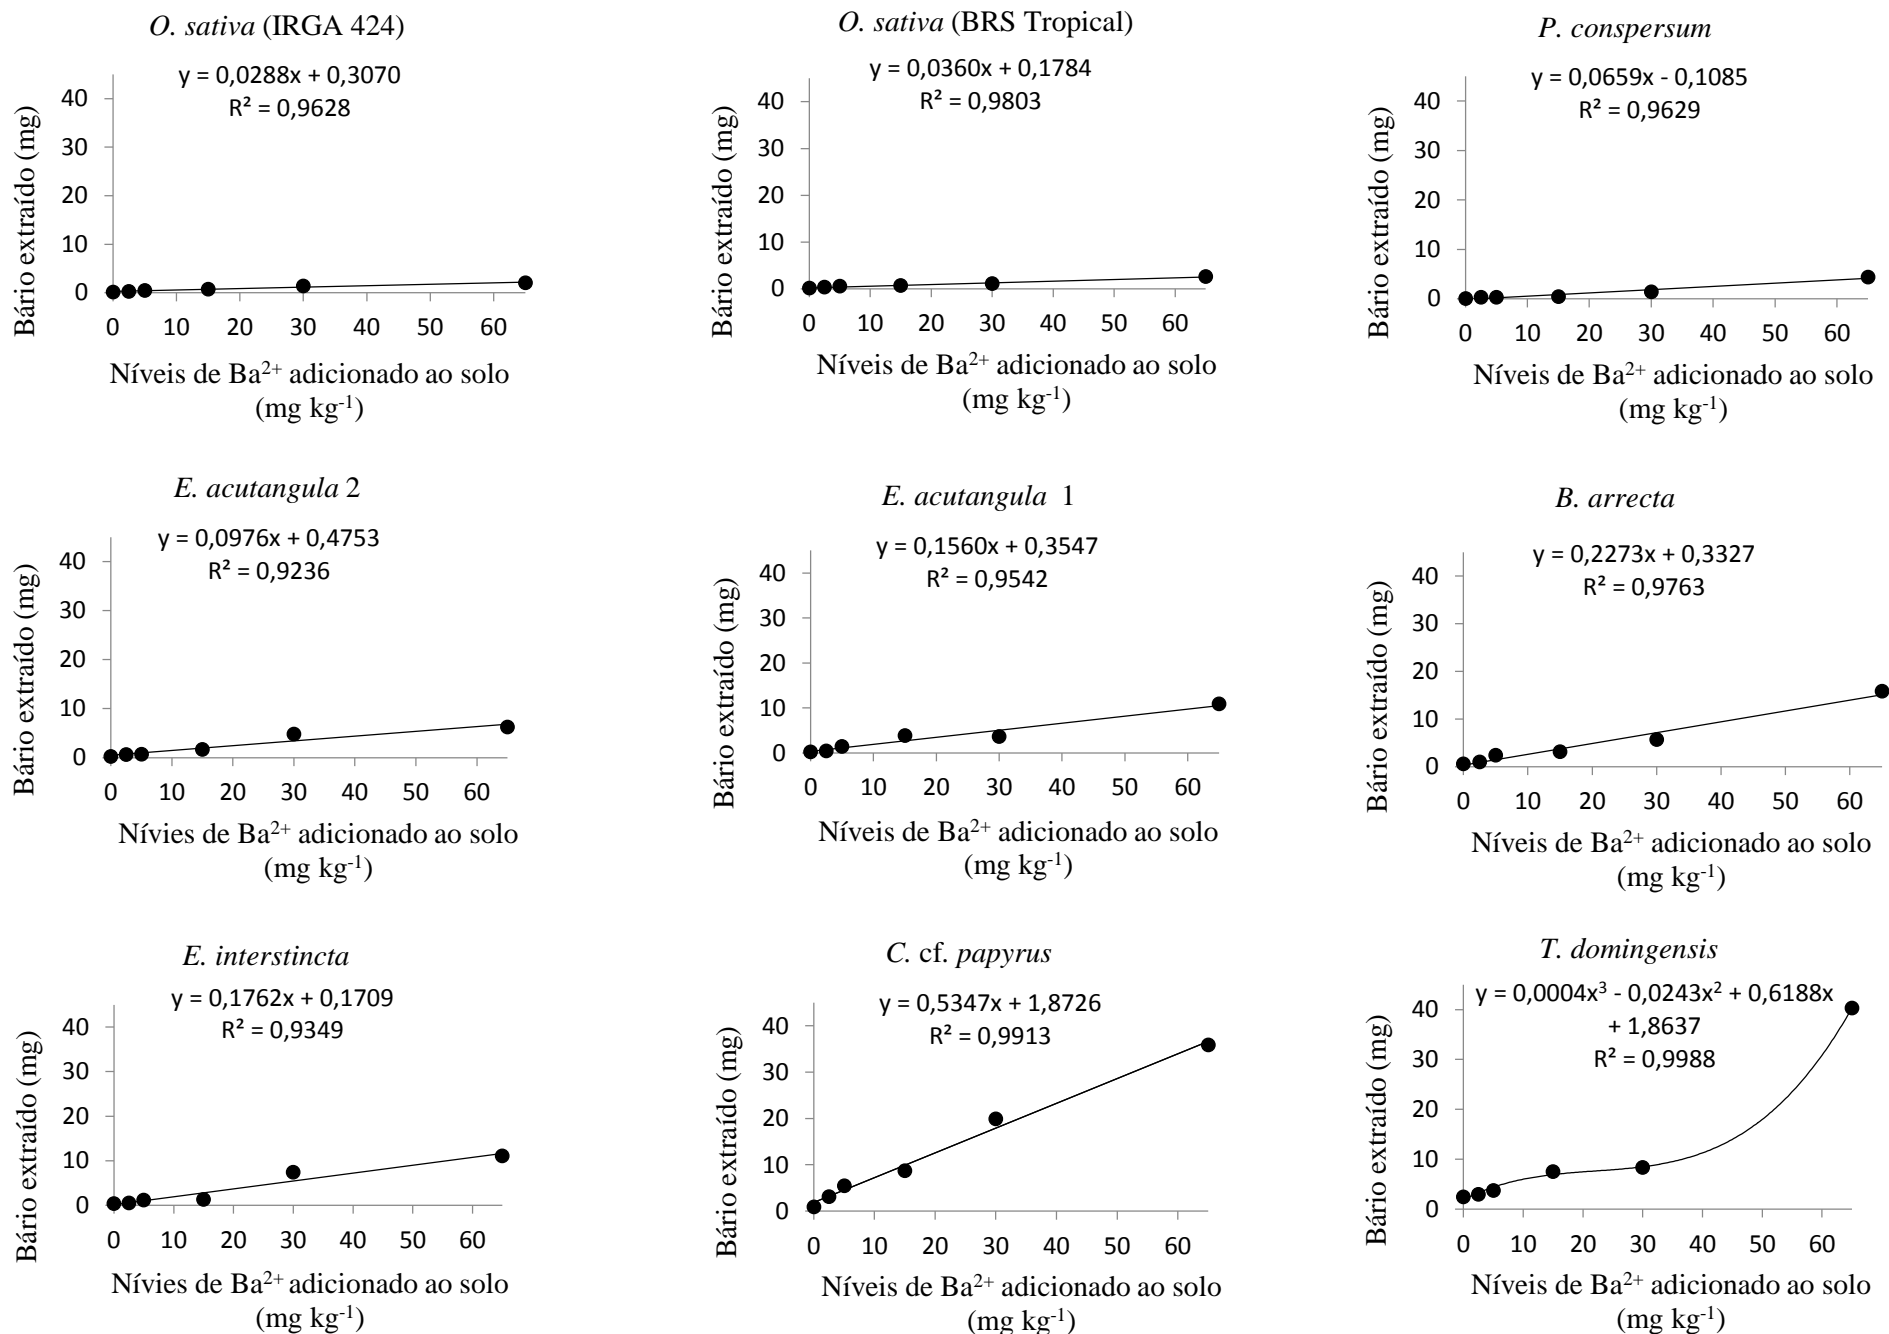 O. sativa (IRGA 424)
y = 0,0288x + 0,3070
R² = 0,9628
Bário extraído (mg)
40
30
20
10
0
0 10 20 30 40 50 60
Níveis de Ba²⁺ adicionado ao solo
(mg kg⁻¹)
O. sativa (BRS Tropical)
y = 0,0360x + 0,1784
R² = 0,9803
Bário extraído (mg)
40
30
20
10
0
0 10 20 30 40 50 60
Níveis de Ba²⁺ adicionado ao solo
(mg kg⁻¹)
P. conspersum
y = 0,0659x - 0,1085
R² = 0,9629
Bário extraído (mg)
40
30
20
10
0
0 10 20 30 40 50 60
Níveis de Ba²⁺ adicionado ao solo
(mg kg⁻¹)
E. acutangula 2
y = 0,0976x + 0,4753
R² = 0,9236
Bário extraído (mg)
40
30
20
10
0
0 10 20 30 40 50 60
Nívies de Ba²⁺ adicionado ao solo
(mg kg⁻¹)
E. acutangula 1
y = 0,1560x + 0,3547
R² = 0,9542
Bário extraído (mg)
40
30
20
10
0
0 10 20 30 40 50 60
Níveis de Ba²⁺ adicionado ao solo
(mg kg⁻¹)
B. arrecta
y = 0,2273x + 0,3327
R² = 0,9763
Bário extraído (mg)
40
30
20
10
0
0 10 20 30 40 50 60
Níveis de Ba²⁺ adicionado ao solo
(mg kg⁻¹)
E. interstincta
y = 0,1762x + 0,1709
R² = 0,9349
Bário extraído (mg)
40
30
20
10
0
0 10 20 30 40 50 60
Nívies de Ba²⁺ adicionado ao solo
(mg kg⁻¹)
C. cf. papyrus
y = 0,5347x + 1,8726
R² = 0,9913
Bário extraído (mg)
40
30
20
10
0
0 10 20 30 40 50 60
Níveis de Ba²⁺ adicionado ao solo
(mg kg⁻¹)
T. domingensis
y = 0,0004x³ - 0,0243x² + 0,6188x
+ 1,8637
R² = 0,9988
Bário extraído (mg)
40
30
20
10
0
0 10 20 30 40 50 60
Níveis de Ba²⁺ adicionado ao solo
(mg kg⁻¹)